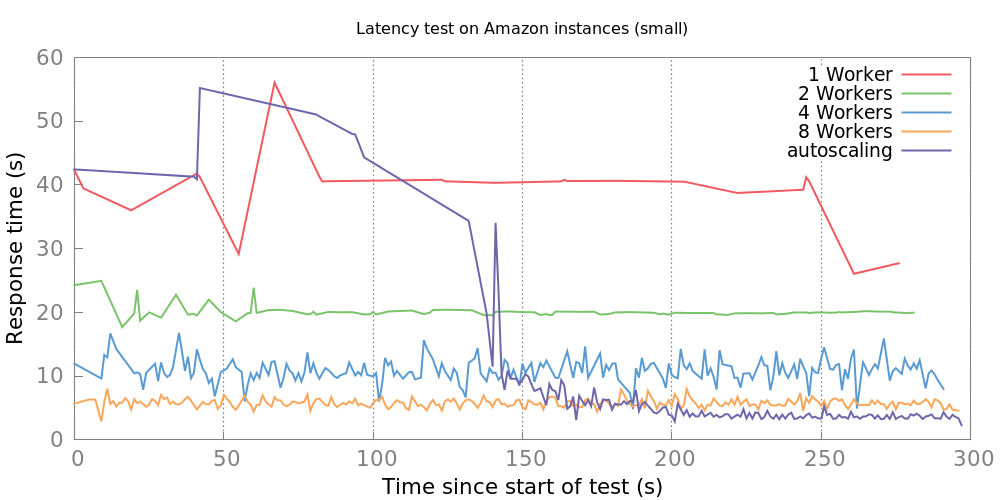 Latency test on Amazon instances (small)
60
50
40
30
20
10
0
Response time (s)
1 Worker
2 Workers
4 Workers
8 Workers
autoscaling
0 50 100 150 200 250 300
Time since start of test (s)